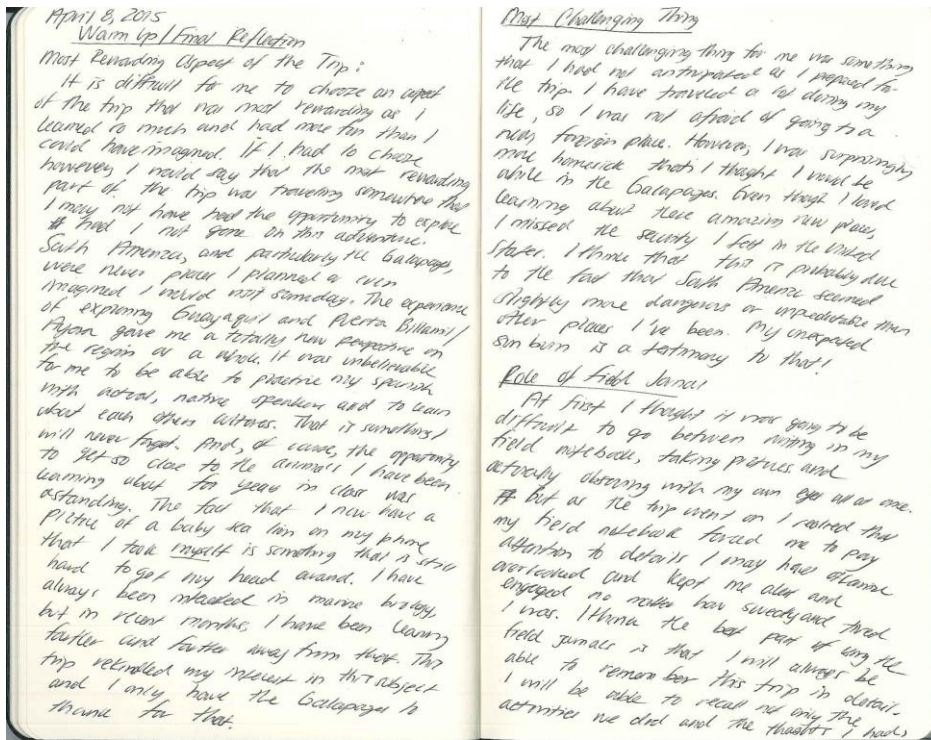 April 8, 2015
Warm Up/Final Reflection
Most Rewarding Aspect of the Trip:
It is difficult for me to choose an aspect
of the trip that was most rewarding as I
learned so much and had more fun than I
could have imagined. If I had to choose
however, I would say that the most rewarding
part of the trip was traveling somewhere that
I may not have had the opportunity to explore
had I not gone on this adventure.
South America, and particularly the Galapagos,
were never places I planned or even
imagined I would visit someday. The experience
of exploring Guayaquil and Puerta Billamil/
Ayora gave me a totally new perspective on
the region as a whole. It was unbelievable
for me to be able to practice my spanish
with actual, native speakers and to learn
about each others cultures. That is something I
will never forget. And, of course, the opportunity
to get so close to the animals I have been
learning about for years in class was
astanding. The fact that I now have a
picture of a baby sea lion on my phone
that I took myself is something that is still
hard to get my head around. I have
always been interested in marine biology,
but in recent months, I have been leaning
farther and farther away from that. This
trip rekindled my interest in this subject
and I only have the Galapagos to
thank for that.
Most Challenging Thing
The most challenging thing for me was something
that I had not anticipated as I prepared for
the trip. I have traveled a lot during my
life, so I was not afraid of going to a
new, foreign place. However, I was surprisingly
more homesick than I thought I would be
while in the Galapagos. Even though I loved
learning about these amazing new place,
I missed the security I felt in the United
States. I think that this is probably due
to the fact that South America seemed
slightly more dangerous or unpredictable than
other places I've been. My unexpected
sun burn is a testimony to that!
Role of Field Journal
At first I thought it was going to be
difficult to go between writing in my
field notebook, taking pictures and
actually observing with my own eyes all at once.
but as the trip went on I realized that
my field notebook forced me to pay
attention to details I may have otherwise
overlooked and kept me alert and
engaged no matter how sweaty and tired
I was. I think the best part of using the
field journals is that I will always be
able to remember this trip in detail.
I will be able to recall not only the
activities we did and the thoughts I had,